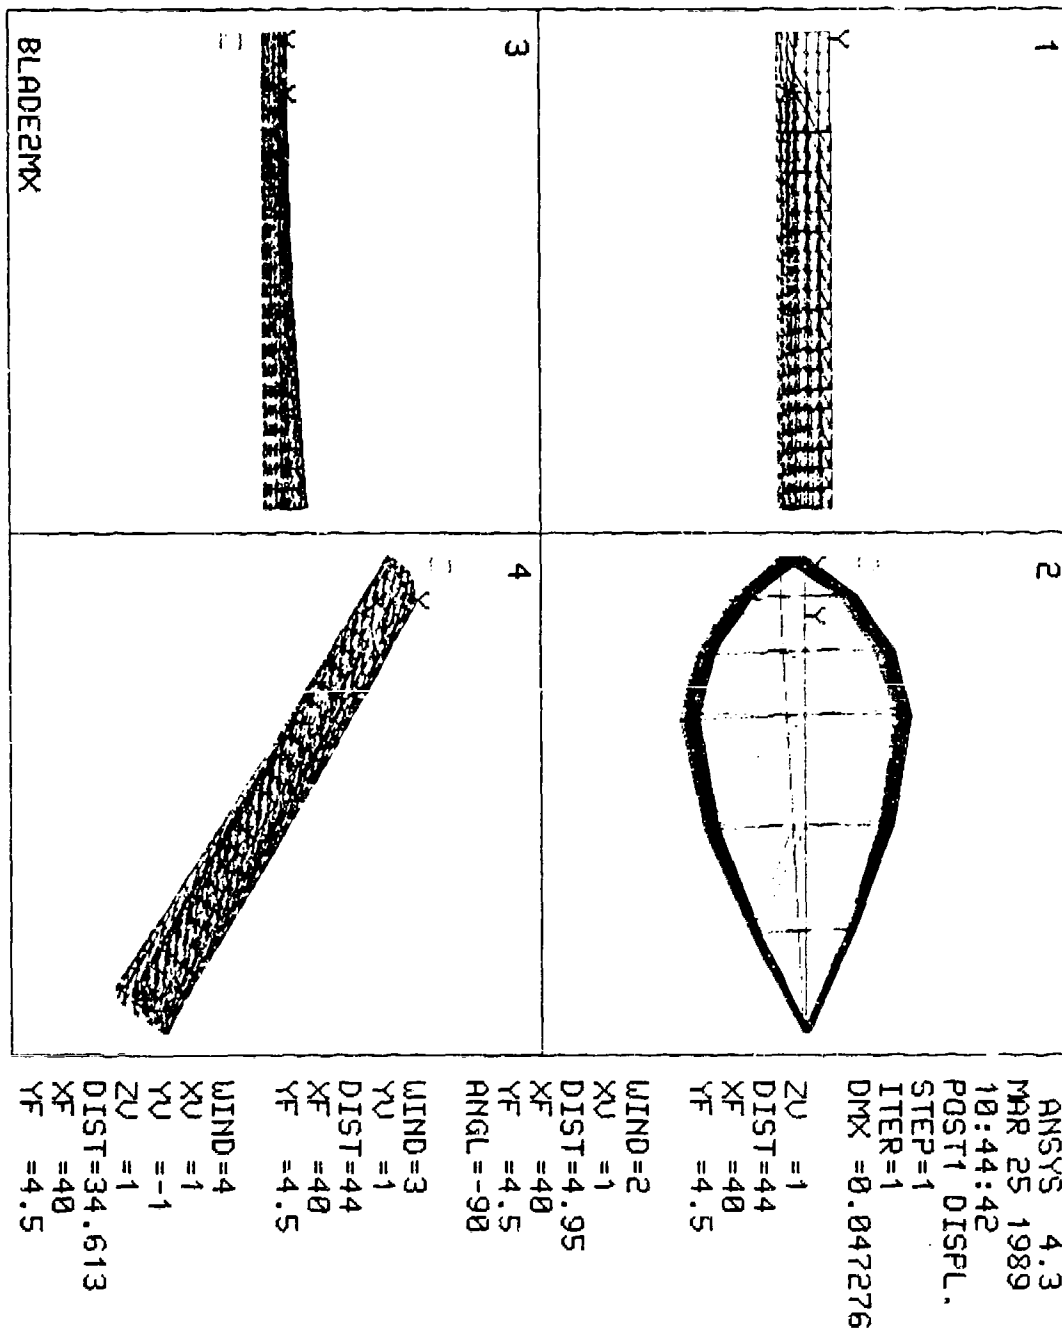 1
2
3
4
BLADE2MX
ANSYS 4.3
MAR 25 1989
10:44:42
POST1 DISPL.
STEP=1
ITER=1
DMX =0.047276
ZV =1
DIST=44
XF =40
YF =4.5
WIND=2
XV =1
DIST=4.95
XF =40
YF =4.5
ANGL=-90
WIND=3
YV =1
DIST=44
XF =40
YF =4.5
WIND=4
XV =1
YV =-1
ZV =1
DIST=34.613
XF =40
YF =4.5